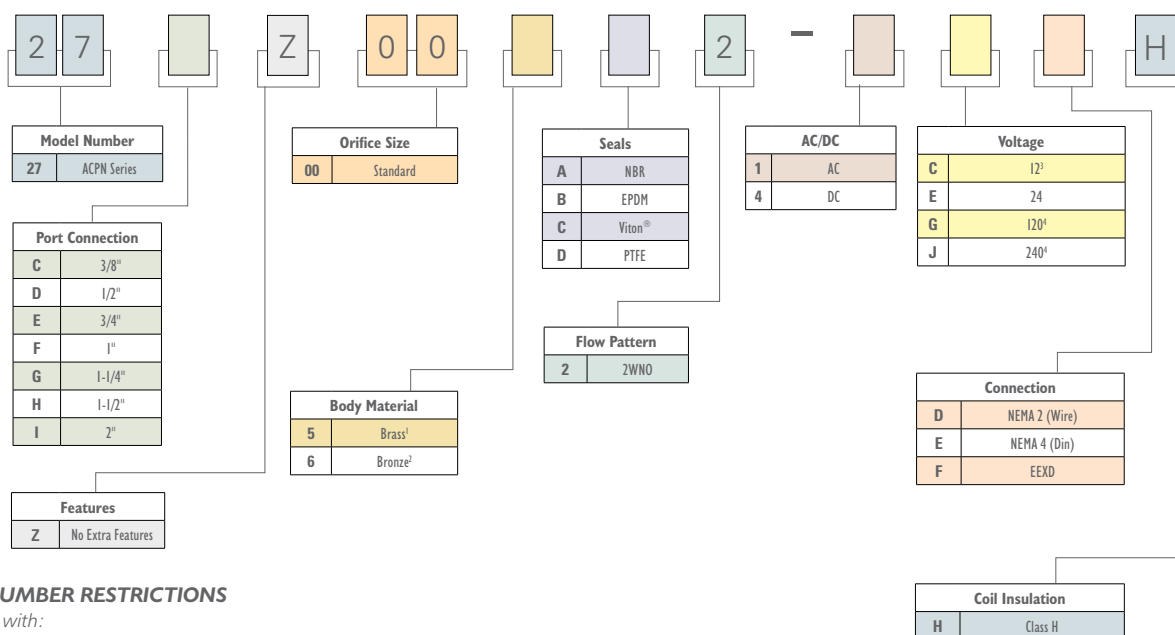 2 7 Z 0 0 2 – H
Model Number
27 ACPN Series
Orifice Size
00 Standard
Seals
A NBR
B EPDM
C Viton®
D PTFE
AC/DC
1 AC
4 DC
Voltage
C 12³
E 24
G 120⁴
J 240⁴
Port Connection
C 3/8"
D 1/2"
E 3/4"
F 1"
G 1-1/4"
H 1-1/2"
I 2"
Flow Pattern
2 2WNO
Body Material
5 Brass¹
6 Bronze²
Connection
D NEMA 2 (Wire)
E NEMA 4 (Din)
F EEXD
Features
Z No Extra Features
UMBER RESTRICTIONS
with:
Coil Insulation
H Class H